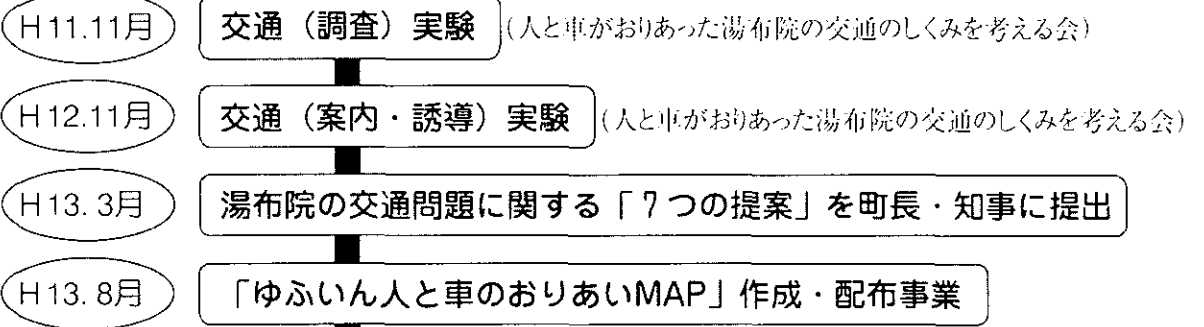 H11.11月 交通（調査）実験 (人と車がおりあった湯布院の交通のしくみを考える会)
H12.11月 交通（案内・誘導）実験 (人と車がおりあった湯布院の交通のしくみを考える会)
H13. 3月 湯布院の交通問題に関する「7つの提案」を町長・知事に提出
H13. 8月 「ゆふいん人と車のおりあいMAP」作成・配布事業